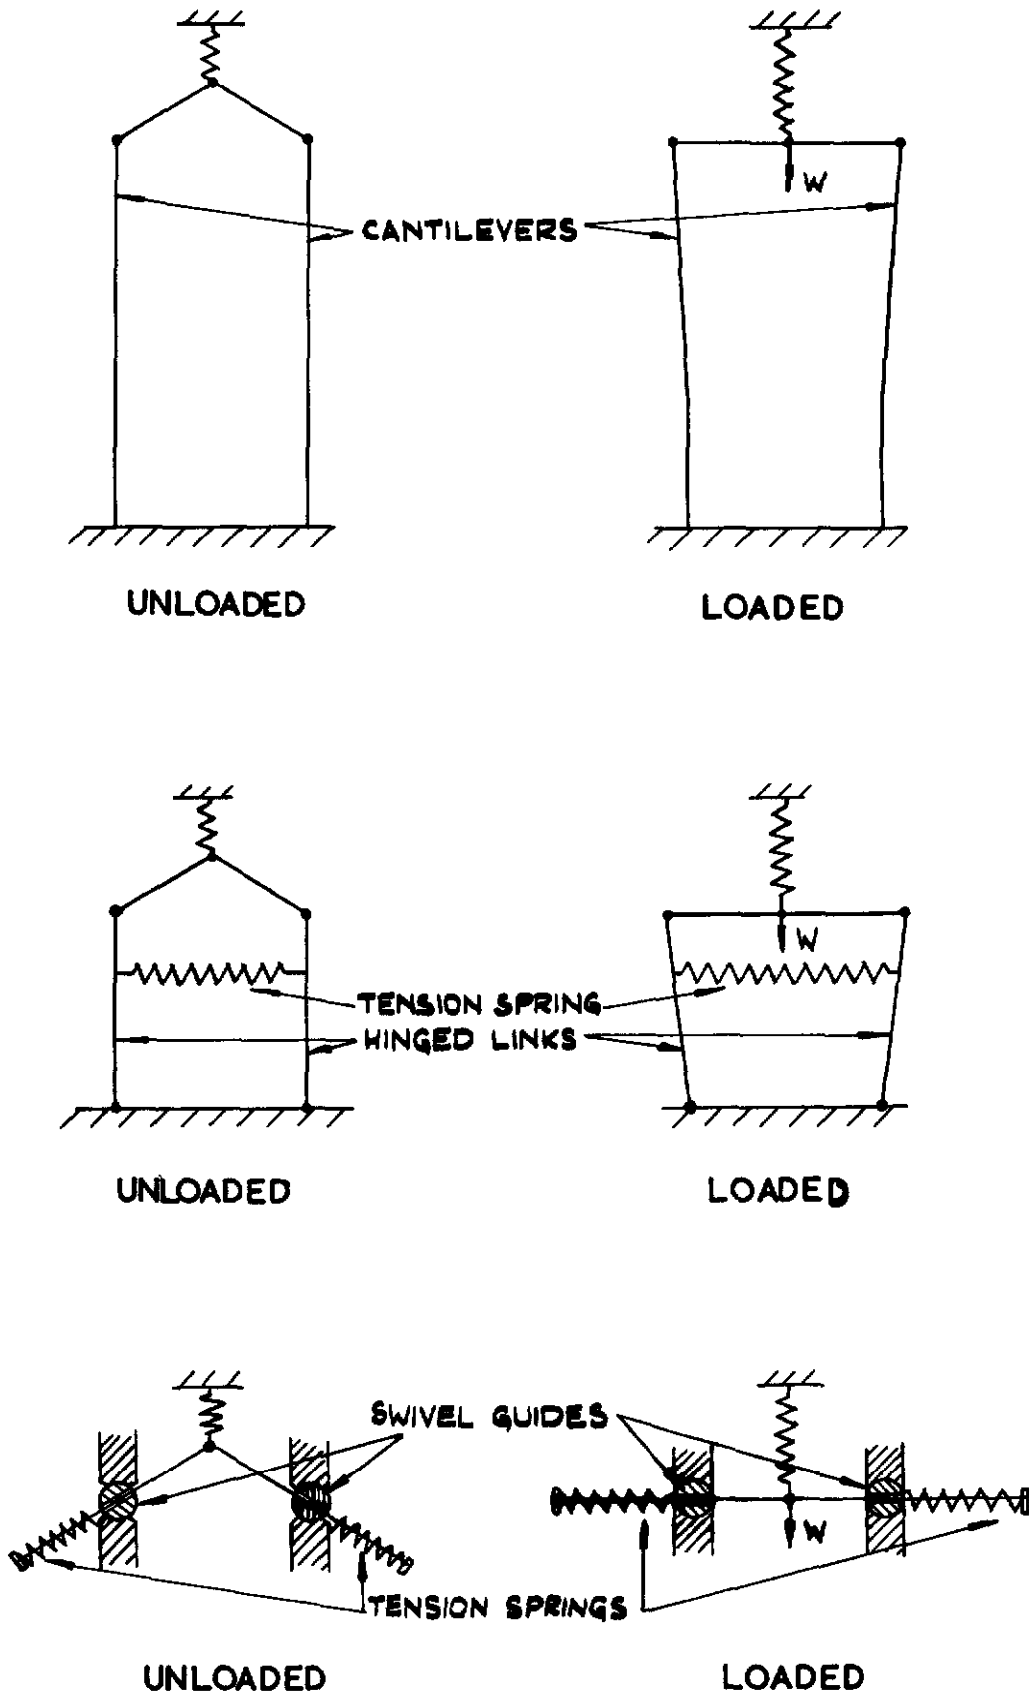 W
CANTILEVERS
UNLOADED
LOADED
W
TENSION SPRING
HINGED LINKS
UNLOADED
LOADED
SWIVEL GUIDES
W
TENSION SPRINGS
UNLOADED
LOADED